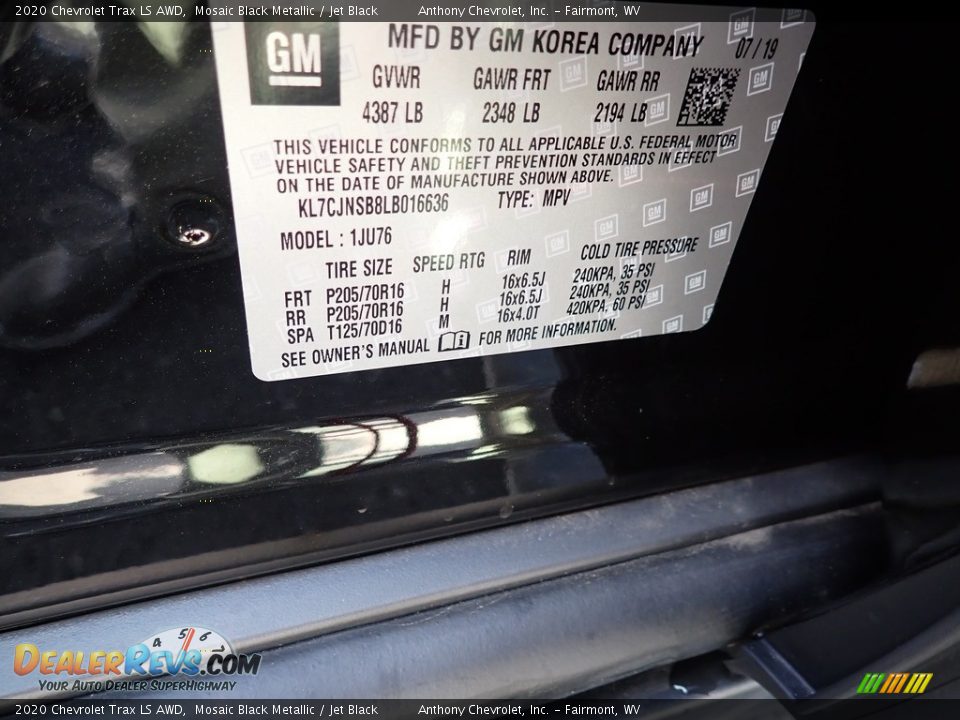 2020 Chevrolet Trax LS AWD, Mosaic Black Metallic / Jet Black Anthony Chevrolet, Inc. - Fairmont, WV
GM MFD BY GM KOREA COMPANY 07/19
GVWR GAWR FRT GAWR RR
4387 LB 2348 LB 2194 LB
THIS VEHICLE CONFORMS TO ALL APPLICABLE U.S. FEDERAL MOTOR
VEHICLE SAFETY AND THEFT PREVENTION STANDARDS IN EFFECT
ON THE DATE OF MANUFACTURE SHOWN ABOVE.
KL7CJNSB8LB016636 TYPE: MPV
MODEL : 1JU76
TIRE SIZE SPEED RTG RIM COLD TIRE PRESSURE
FRT P205/70R16 H 16x6.5J 240KPA, 35 PSI
RR P205/70R16 H 16x6.5J 240KPA, 35 PSI
SPA T125/70D16 M 16x4.0T 420KPA, 60 PSI
SEE OWNER'S MANUAL FOR MORE INFORMATION.
4 5 6
DealerRevs.com
Your Auto Dealer SuperHighway
2020 Chevrolet Trax LS AWD, Mosaic Black Metallic / Jet Black Anthony Chevrolet, Inc. - Fairmont, WV